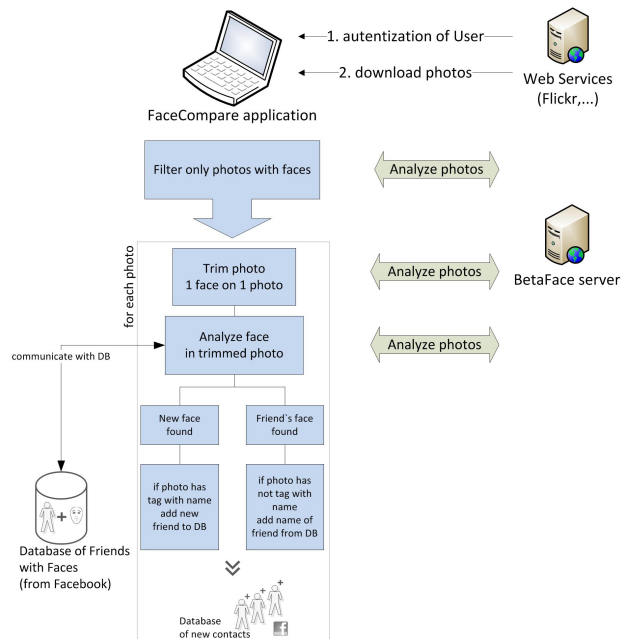 1. autentization of User
2. download photos
Web Services
(Flickr,...)
FaceCompare application
Filter only photos with faces
Analyze photos
for each photo
Trim photo
1 face on 1 photo
Analyze photos
BetaFace server
Analyze face
in trimmed photo
Analyze photos
communicate with DB
New face
found
Friend`s face
found
if photo has
tag with name
add new
friend to DB
if photo has
not tag with
name
add name of
friend from DB
Database of Friends
with Faces
(from Facebook)
Database
of new contacts